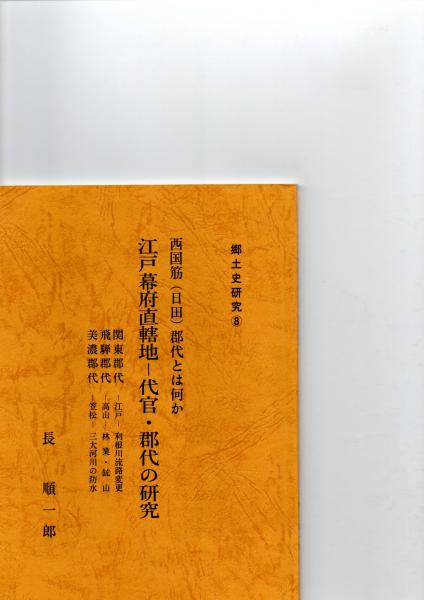 郷土史研究⑧
西国筋（日田）郡代とは何か
江戸幕府直轄地－代官・郡代の研究
関東郡代－江戸－利根川流路変更
飛騨郡代－高山－林業・鉱山
美濃郡代－笠松－三大河川の防水
長 順一郎